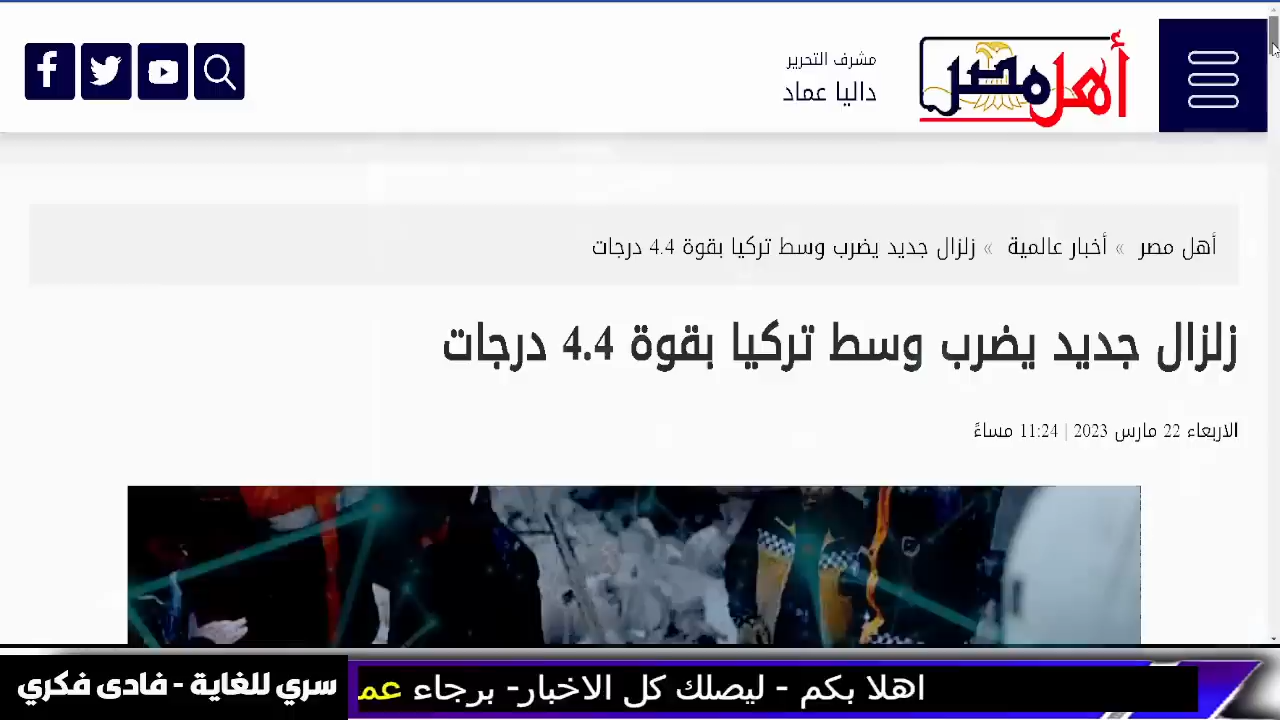 أهل مصر
مشرف التحرير
داليا عماد
أهل مصر » أخبار عالمية » زلزال جديد يضرب وسط تركيا بقوة 4.4 درجات
زلزال جديد يضرب وسط تركيا بقوة 4.4 درجات
الاربعاء 22 مارس 2023 | 11:24 مساءً
اهلا بكم - ليصلك كل الاخبار- برجاء عم
سري للغاية - فادى فكري